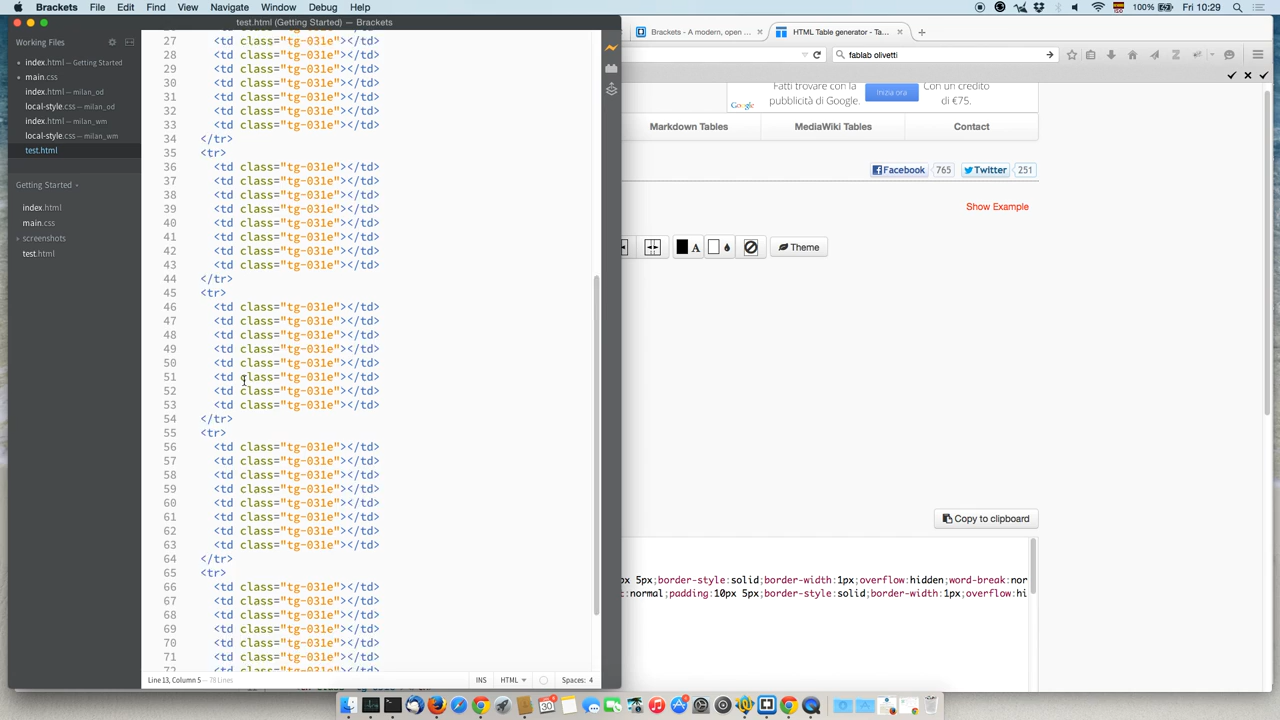 Brackets File Edit Find View Navigate Window Debug Help
100% Fri 10:29
test.html (Getting Started) — Brackets
Working Files
index.html — Getting Started
main.css
index.html — milan_od
local-style.css — milan_od
index.html — milan_wm
local-style.css — milan_wm
test.html
Getting Started
index.html
main.css
screenshots
test.html
27 <td class="tg-031e"></td>
28 <td class="tg-031e"></td>
29 <td class="tg-031e"></td>
30 <td class="tg-031e"></td>
31 <td class="tg-031e"></td>
32 <td class="tg-031e"></td>
33 <td class="tg-031e"></td>
34 </tr>
35 <tr>
36 <td class="tg-031e"></td>
37 <td class="tg-031e"></td>
38 <td class="tg-031e"></td>
39 <td class="tg-031e"></td>
40 <td class="tg-031e"></td>
41 <td class="tg-031e"></td>
42 <td class="tg-031e"></td>
43 <td class="tg-031e"></td>
44 </tr>
45 <tr>
46 <td class="tg-031e"></td>
47 <td class="tg-031e"></td>
48 <td class="tg-031e"></td>
49 <td class="tg-031e"></td>
50 <td class="tg-031e"></td>
51 <td class="tg-031e"></td>
52 <td class="tg-031e"></td>
53 <td class="tg-031e"></td>
54 </tr>
55 <tr>
56 <td class="tg-031e"></td>
57 <td class="tg-031e"></td>
58 <td class="tg-031e"></td>
59 <td class="tg-031e"></td>
60 <td class="tg-031e"></td>
61 <td class="tg-031e"></td>
62 <td class="tg-031e"></td>
63 <td class="tg-031e"></td>
64 </tr>
65 <tr>
66 <td class="tg-031e"></td>
67 <td class="tg-031e"></td>
68 <td class="tg-031e"></td>
69 <td class="tg-031e"></td>
70 <td class="tg-031e"></td>
71 <td class="tg-031e"></td>
Line 13, Column 5 — 78 Lines INS HTML Spaces: 4
Brackets - A modern, open ... HTML Table generator - Ta...
fablab olivetti
Google
Fatti trovare con la
pubblicità di Google.
Inizia ora
Con un credito
di €75.
Markdown Tables MediaWiki Tables Contact
Facebook 765 Twitter 251
Show Example
A Theme
Copy to clipboard
px 5px;border-style:solid;border-width:1px;overflow:hidden;word-break:nor
:normal;padding:10px 5px;border-style:solid;border-width:1px;overflow:hi
30